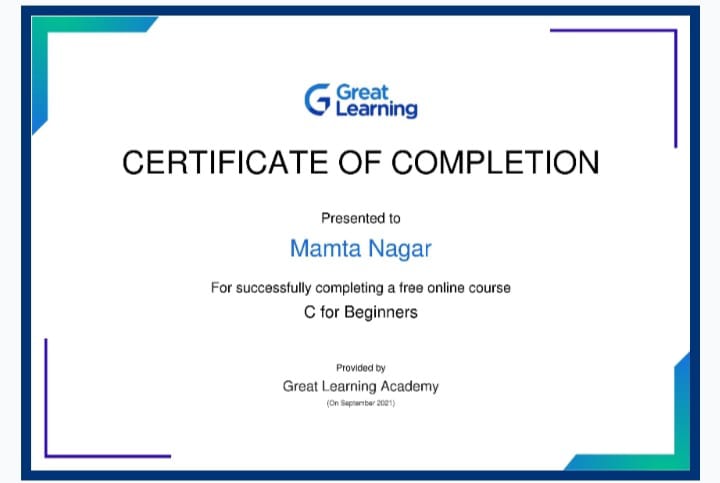 Great
Learning
CERTIFICATE OF COMPLETION
Presented to
Mamta Nagar
For successfully completing a free online course
C for Beginners
Provided by
Great Learning Academy
(On September 2021)